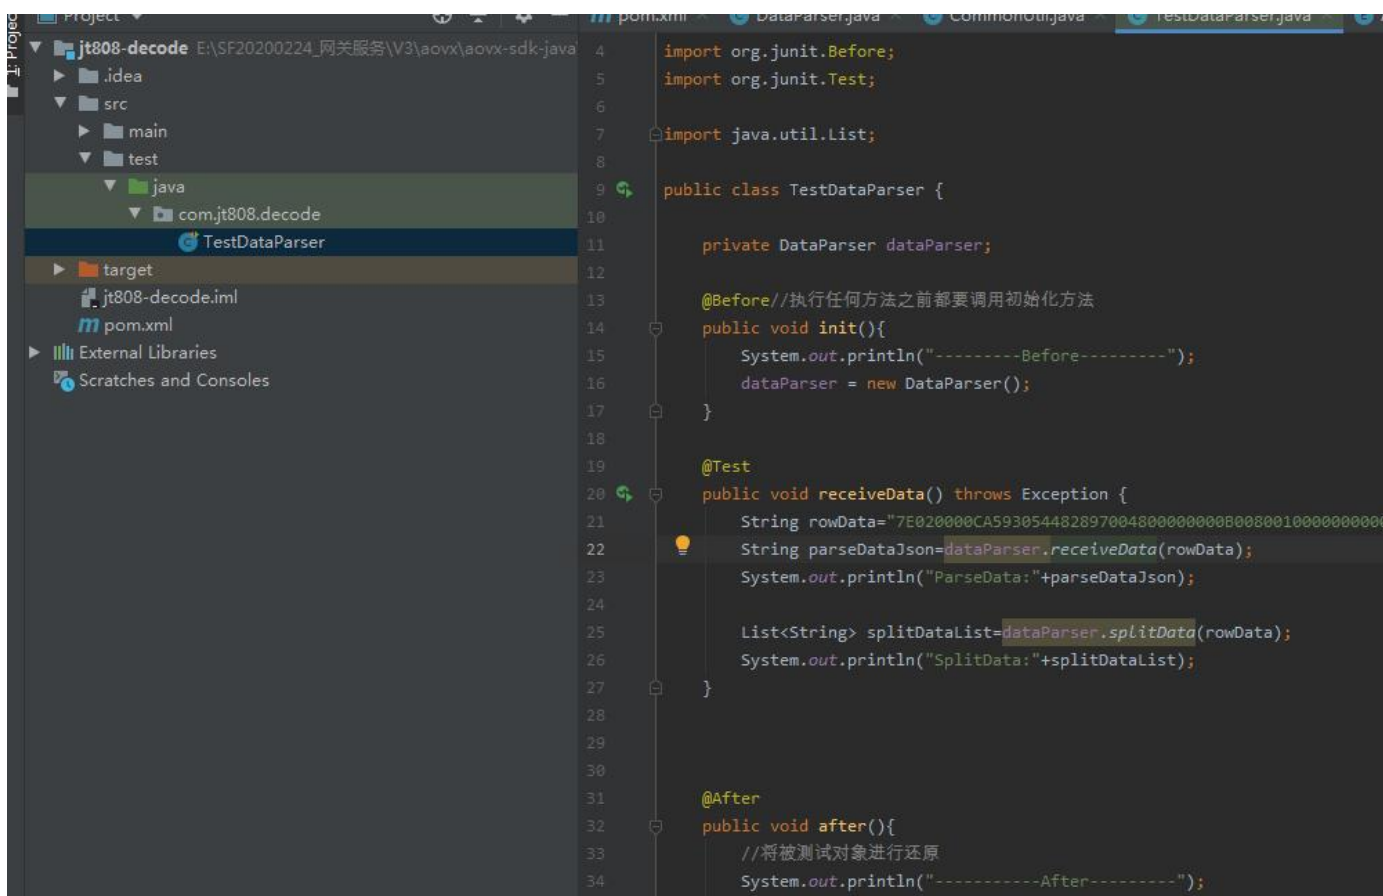 Project
pom.xml
DataParser.java
CommonUtil.java
TestDataParser.java
1: Projec
jt808-decode E:\SF20200224_网关服务\V3\aovx\aovx-sdk-java\
.idea
src
main
test
java
com.jt808.decode
TestDataParser
target
jt808-decode.iml
pom.xml
External Libraries
Scratches and Consoles
4 import org.junit.Before;
5 import org.junit.Test;
6
7 import java.util.List;
8
9 public class TestDataParser {
10
11 private DataParser dataParser;
12
13 @Before//执行任何方法之前都要调用初始化方法
14 public void init(){
15 System.out.println("---------Before---------");
16 dataParser = new DataParser();
17 }
18
19 @Test
20 public void receiveData() throws Exception {
21 String rowData="7E020000CA5930544828970048000000000B0080010000000000
22 String parseDataJson=dataParser.receiveData(rowData);
23 System.out.println("ParseData:"+parseDataJson);
24
25 List<String> splitDataList=dataParser.splitData(rowData);
26 System.out.println("SplitData:"+splitDataList);
27 }
28
29
30
31 @After
32 public void after(){
33 //将被测试对象进行还原
34 System.out.println("-----------After---------");